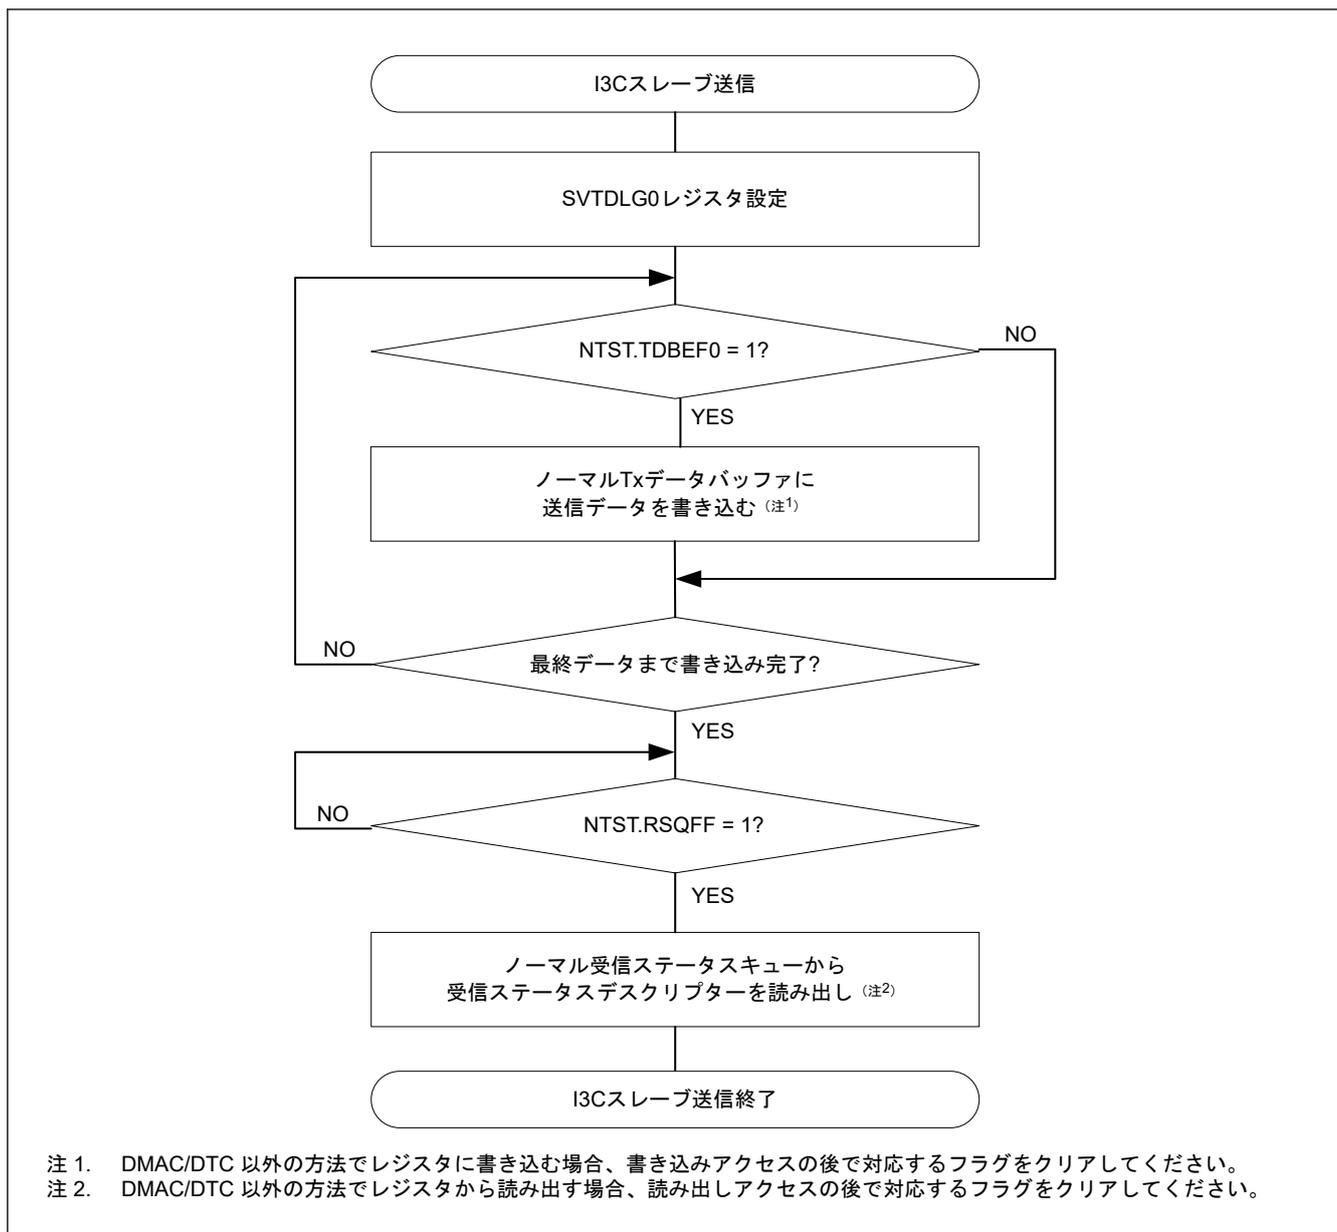 I3Cスレーブ送信
SVTDLG0レジスタ設定
NTST.TDBEF0 = 1?
NO
YES
ノーマルTxデータバッファに
送信データを書き込む（注1）
NO
最終データまで書き込み完了?
YES
NO
NTST.RSQFF = 1?
YES
ノーマル受信ステータスキューから
受信ステータスデスクリプターを読み出し（注2）
I3Cスレーブ送信終了
注 1. DMAC/DTC 以外の方法でレジスタに書き込む場合、書き込みアクセスの後で対応するフラグをクリアしてください。
注 2. DMAC/DTC 以外の方法でレジスタから読み出す場合、読み出しアクセスの後で対応するフラグをクリアしてください。